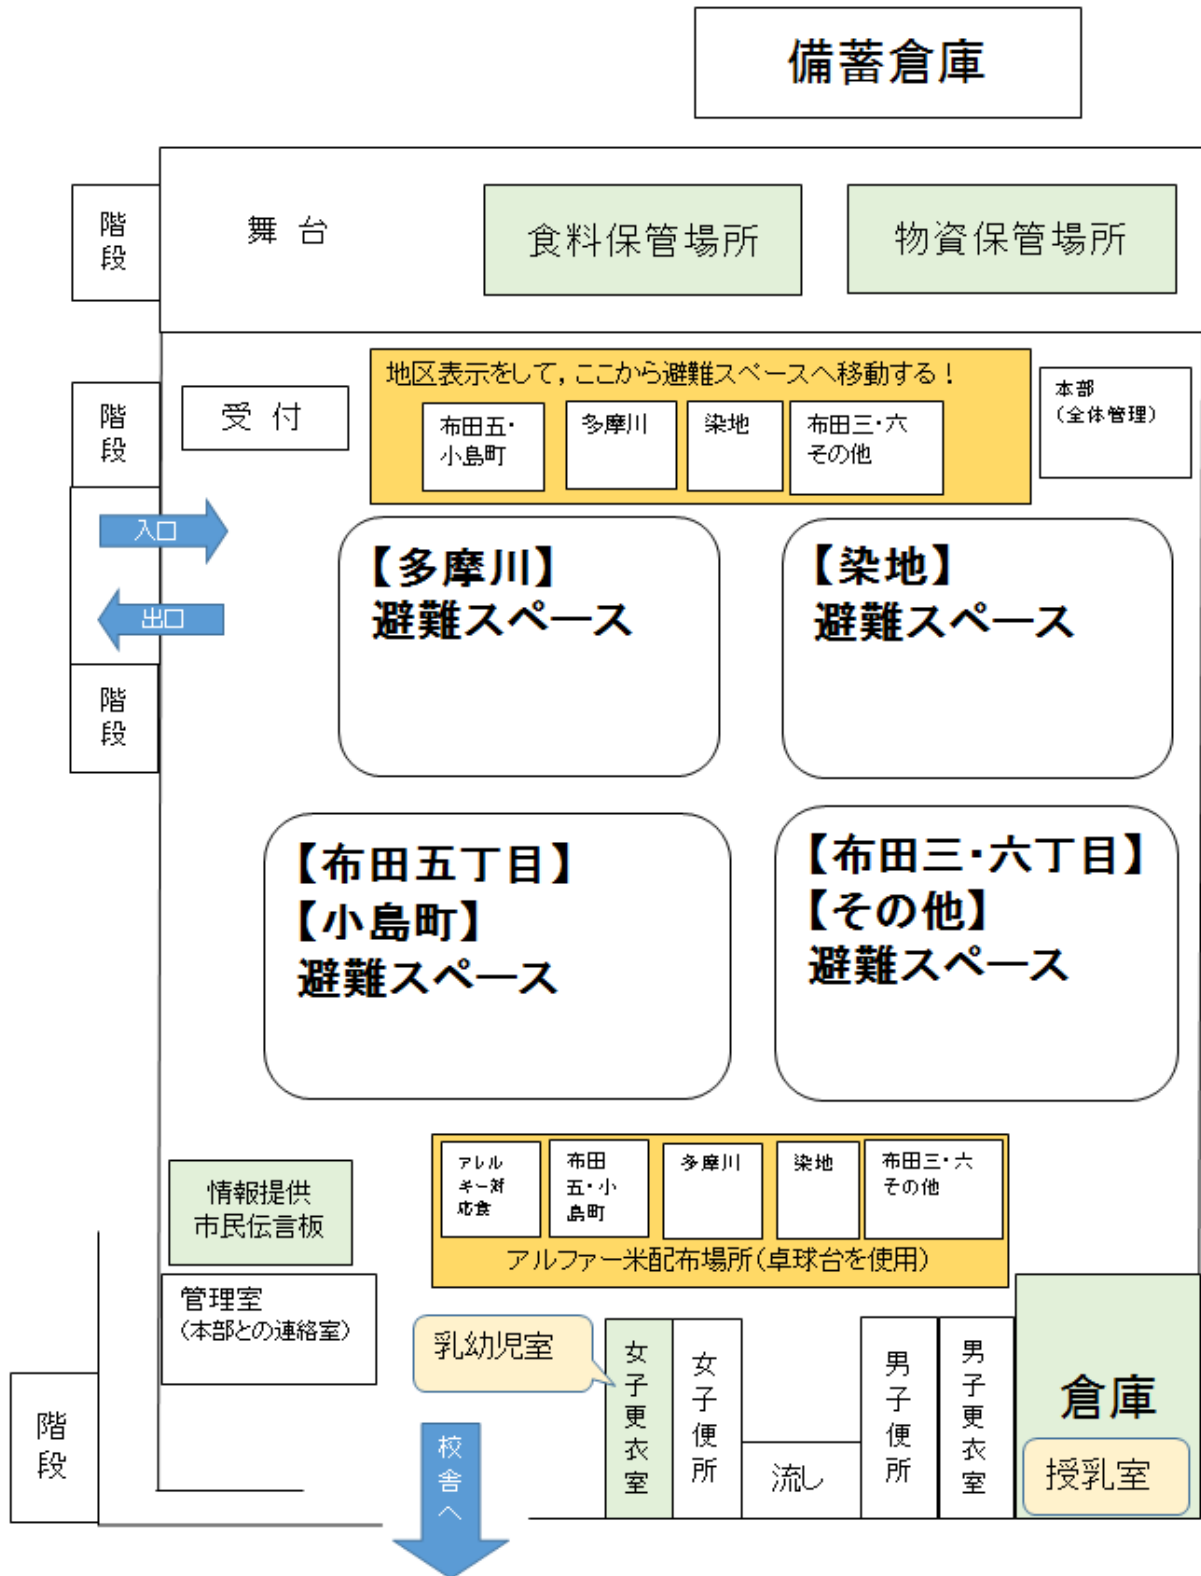 備蓄倉庫
階
段
舞 台
食料保管場所
物資保管場所
地区表示をして，ここから避難スペースへ移動する！
階
段
受 付
布田五・
小島町
多摩川
染地
布田三・六
その他
本部
（全体管理）
入口
出口
階
段
【多摩川】
避難スペース
【染地】
避難スペース
【布田五丁目】
【小島町】
避難スペース
【布田三・六丁目】
【その他】
避難スペース
情報提供
市民伝言板
アレル
ギー対
応食
布田
五・小
島町
多摩川
染地
布田三・六
その他
アルファー米配布場所（卓球台を使用）
管理室
（本部との連絡室）
乳幼児室
女子更衣室
女子便所
流し
男子便所
男子更衣室
倉庫
授乳室
階
段
校舎へ